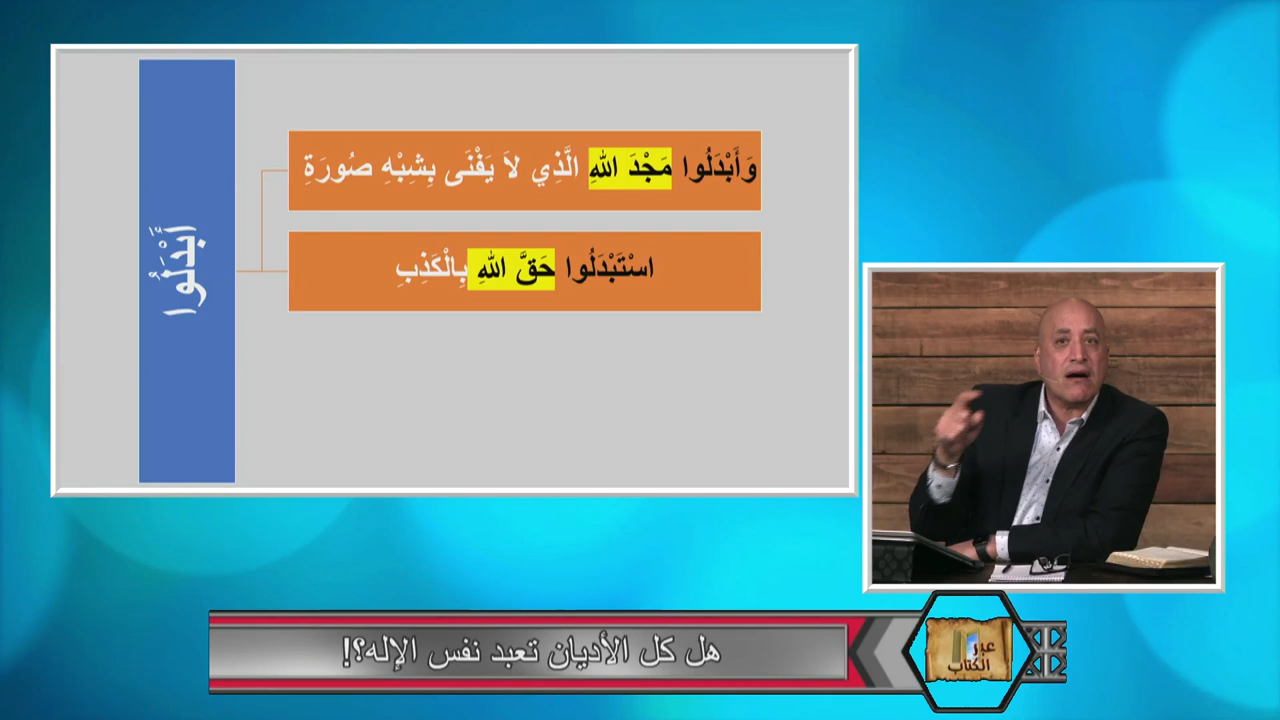 أَبْدَلُوا
وَأَبْدَلُوا مَجْدَ اللهِ الَّذِي لاَ يَفْنَى بِشِبْهِ صُورَةِ
اسْتَبْدَلُوا حَقَّ اللهِ بِالْكَذِبِ
هل كل الأديان تعبد نفس الإله؟!
عبر
الكتاب